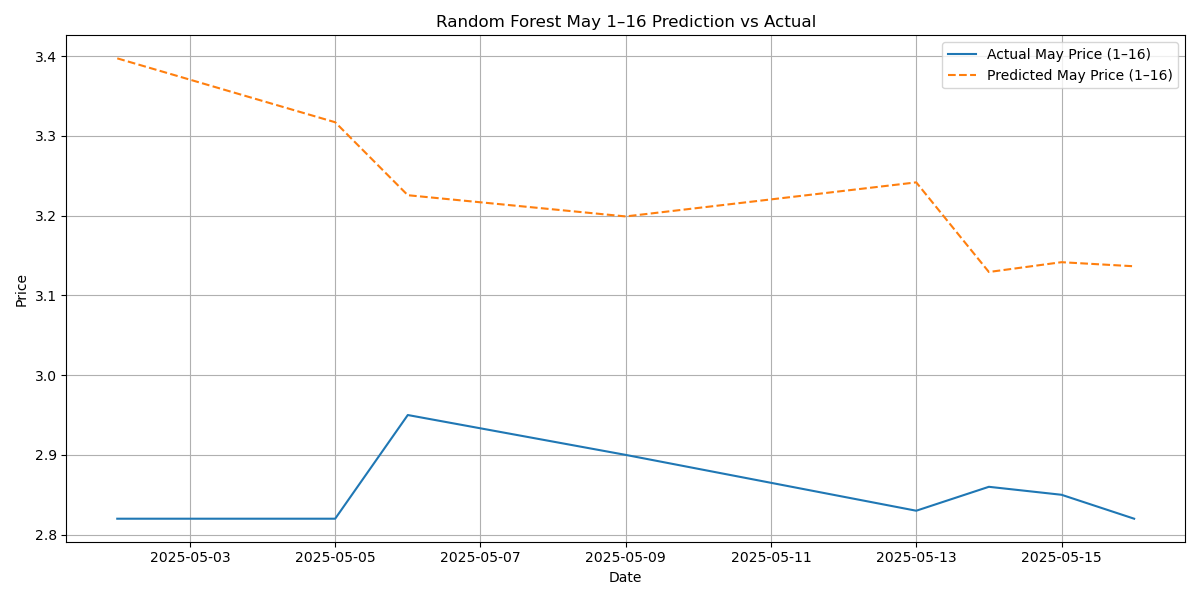 Random Forest May 1–16 Prediction vs Actual
Actual May Price (1–16)
Predicted May Price (1–16)
Price
3.4
3.3
3.2
3.1
3.0
2.9
2.8
2025-05-03
2025-05-05
2025-05-07
2025-05-09
2025-05-11
2025-05-13
2025-05-15
Date